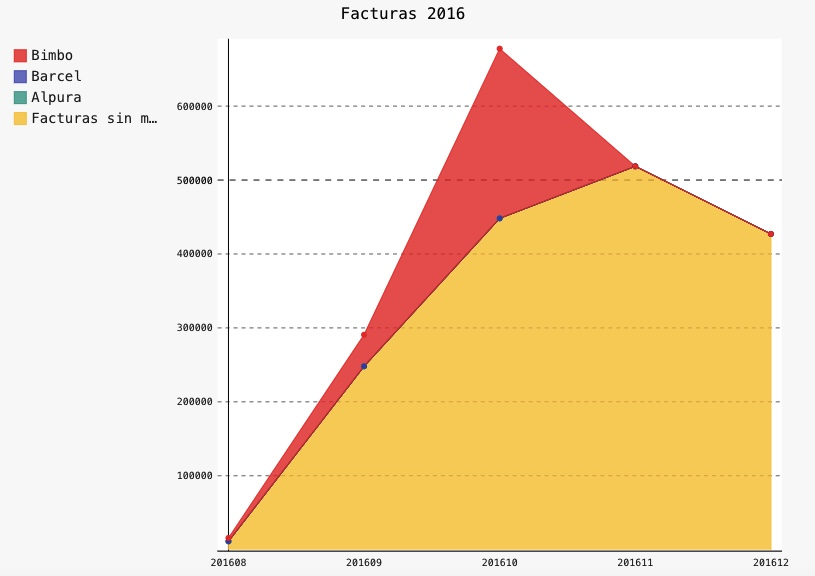 Facturas 2016
Bimbo
Barcel
Alpura
Facturas sin m…
600000
500000
400000
300000
200000
100000
201608
201609
201610
201611
201612